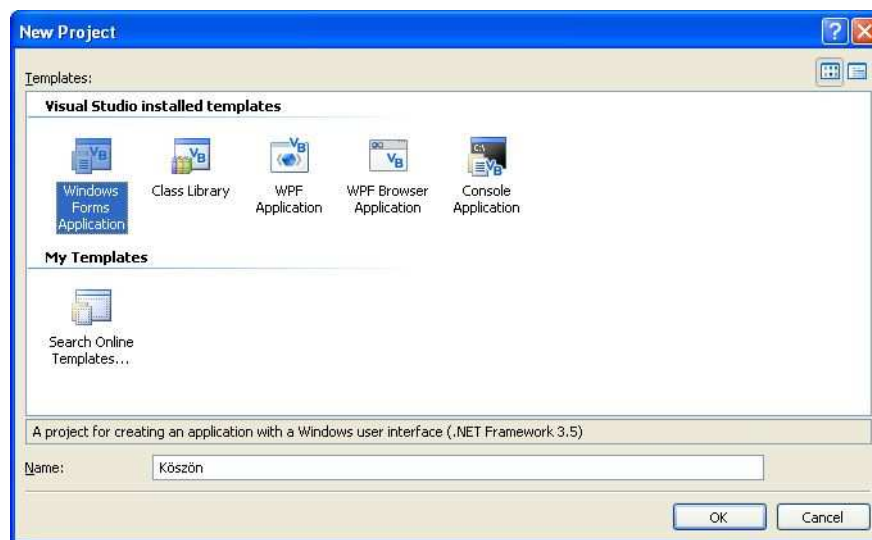 New Project
Templates:
Visual Studio installed templates
Windows Forms Application
Class Library
WPF Application
WPF Browser Application
Console Application
My Templates
Search Online Templates...
A project for creating an application with a Windows user interface (.NET Framework 3.5)
Name: Köszön
OK Cancel